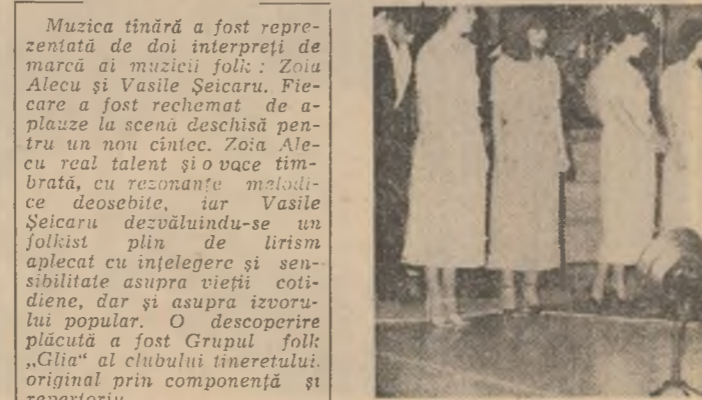 Muzica tînără a fost repre-
zentată de doi interpreți de
marcă ai muzicii folk : Zoia
Alecu și Vasile Șeicaru. Fie-
care a fost rechemat de a-
plauze la scenă deschisă pen-
tru un nou cîntec. Zoia Ale-
cu real talent și o voce tim-
brată, cu rezonanțe melodi-
ce deosebite, iar Vasile
Șeicaru dezvăluindu-se un
folkist plin de lirism
aplecat cu înțelegere și sen-
sibilitate asupra vieții coti-
diene, dar și asupra izvoru-
lui popular. O descoperire
plăcută a fost Grupul folk
„Glia“ al clubului tineretului.
original prin componență și
repertoriu